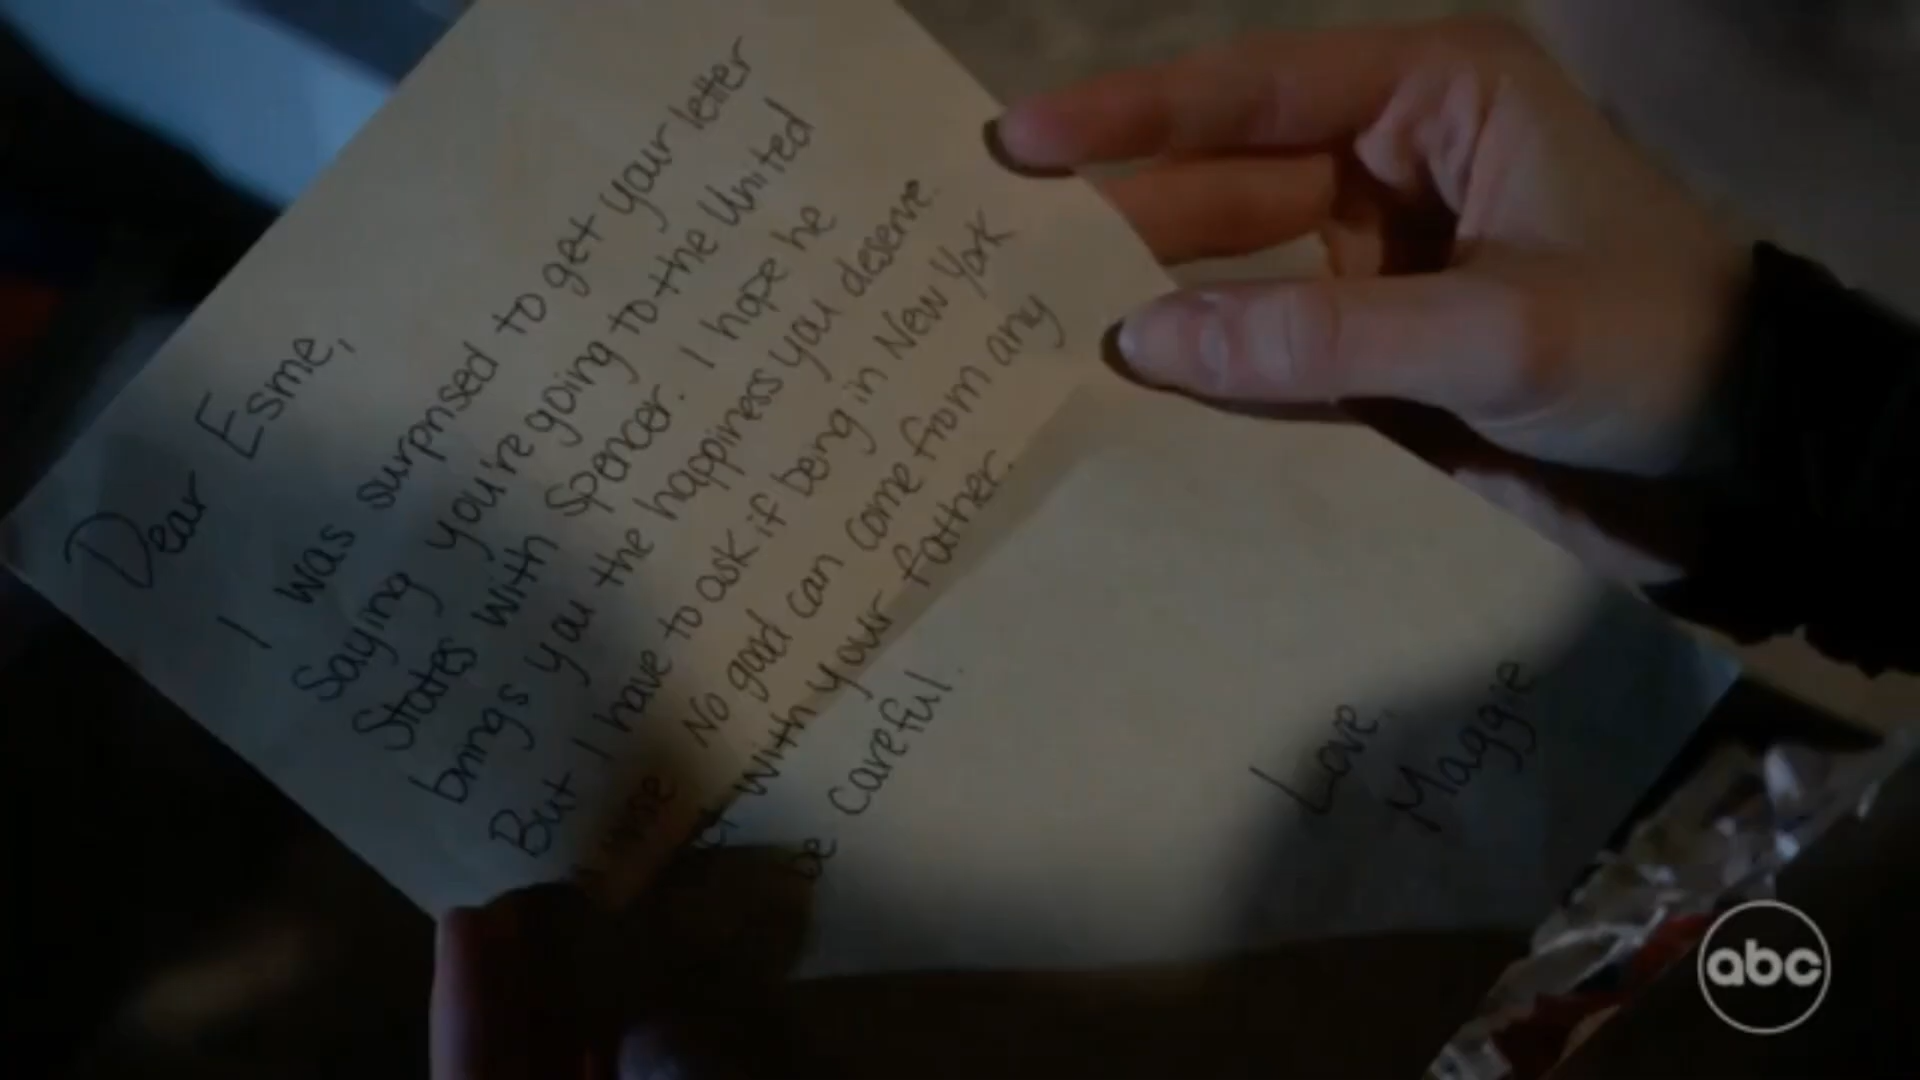 Dear Esme,
I was surprised to get your letter
saying you're going to the United
States with Spencer. I hope he
brings you the happiness you deserve.
But I have to ask if being in New York
No good can come from any
with your father.
be careful.
Love,
Maggie
abc